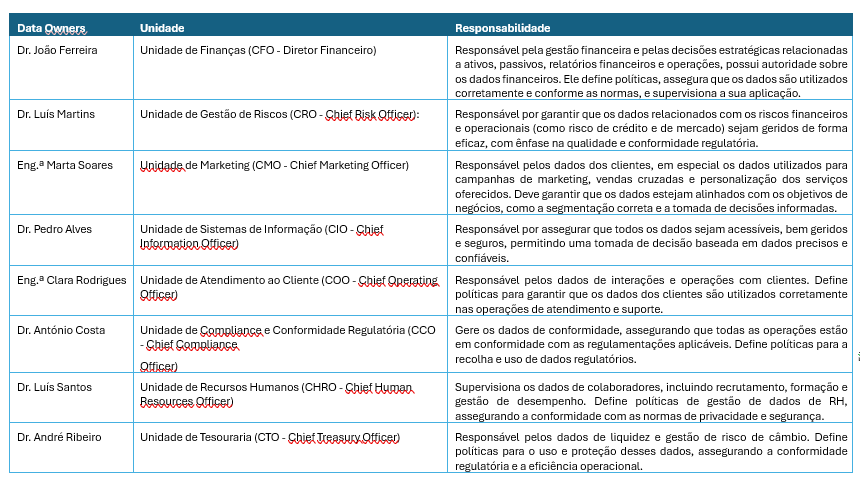 Data Owners Unidade Responsabilidade
Dr. João Ferreira Unidade de Finanças (CFO - Diretor Financeiro) Responsável pela gestão financeira e pelas decisões estratégicas relacionadas
a ativos, passivos, relatórios financeiros e operações, possui autoridade sobre
os dados financeiros. Ele define políticas, assegura que os dados são utilizados
corretamente e conforme as normas, e supervisiona a sua aplicação.
Dr. Luís Martins Unidade de Gestão de Riscos (CRO - Chief Risk Officer): Responsável por garantir que os dados relacionados com os riscos financeiros
e operacionais (como risco de crédito e de mercado) sejam geridos de forma
eficaz, com ênfase na qualidade e conformidade regulatória.
Eng.ª Marta Soares Unidade de Marketing (CMO - Chief Marketing Officer) Responsável pelos dados dos clientes, em especial os dados utilizados para
campanhas de marketing, vendas cruzadas e personalização dos serviços
oferecidos. Deve garantir que os dados estejam alinhados com os objetivos de
negócios, como a segmentação correta e a tomada de decisões informadas.
Dr. Pedro Alves Unidade de Sistemas de Informação (CIO - Chief Responsável por assegurar que todos os dados sejam acessíveis, bem geridos
Information Officer) e seguros, permitindo uma tomada de decisão baseada em dados precisos e
confiáveis.
Eng.ª Clara Rodrigues Unidade de Atendimento ao Cliente (COO - Chief Operating Responsável pelos dados de interações e operações com clientes. Define
Officer) políticas para garantir que os dados dos clientes são utilizados corretamente
nas operações de atendimento e suporte.
Dr. António Costa Unidade de Compliance e Conformidade Regulatória (CCO Gere os dados de conformidade, assegurando que todas as operações estão
- Chief Compliance em conformidade com as regulamentações aplicáveis. Define políticas para a
Officer) recolha e uso de dados regulatórios.
Dr. Luís Santos Unidade de Recursos Humanos (CHRO - Chief Human Supervisiona os dados de colaboradores, incluindo recrutamento, formação e
Resources Officer) gestão de desempenho. Define políticas de gestão de dados de RH,
assegurando a conformidade com as normas de privacidade e segurança.
Dr. André Ribeiro Unidade de Tesouraria (CTO - Chief Treasury Officer) Responsável pelos dados de liquidez e gestão de risco de câmbio. Define
políticas para o uso e proteção desses dados, assegurando a conformidade
regulatória e a eficiência operacional.